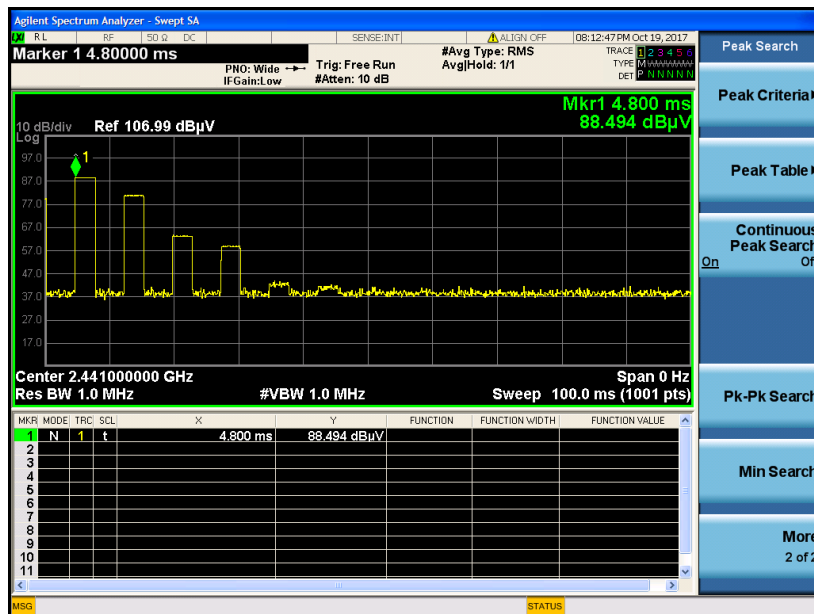 Agilent Spectrum Analyzer - Swept SA
LXI RL RF 50 Ω DC SENSE:INT ALIGN OFF 08:12:47 PM Oct 19, 2017
Marker 1 4.80000 ms
PNO: Wide
IFGain:Low
Trig: Free Run
#Atten: 10 dB
#Avg Type: RMS
Avg|Hold: 1/1
TRACE 1 2 3 4 5 6
TYPE M
DET P N N N N N
Mkr1 4.800 ms
88.494 dBµV
10 dB/div Ref 106.99 dBµV
Log
97.0
87.0
77.0
67.0
57.0
47.0
37.0
27.0
17.0
1
Center 2.441000000 GHz Span 0 Hz
Res BW 1.0 MHz #VBW 1.0 MHz Sweep 100.0 ms (1001 pts)
MKR MODE TRC SCL X Y FUNCTION FUNCTION WIDTH FUNCTION VALUE
1 N 1 t 4.800 ms 88.494 dBµV
2
3
4
5
6
7
8
9
10
11
MSG STATUS
Peak Search
Peak Criteria
Peak Table
Continuous
Peak Search
On Of
Pk-Pk Search
Min Search
More
2 of 2